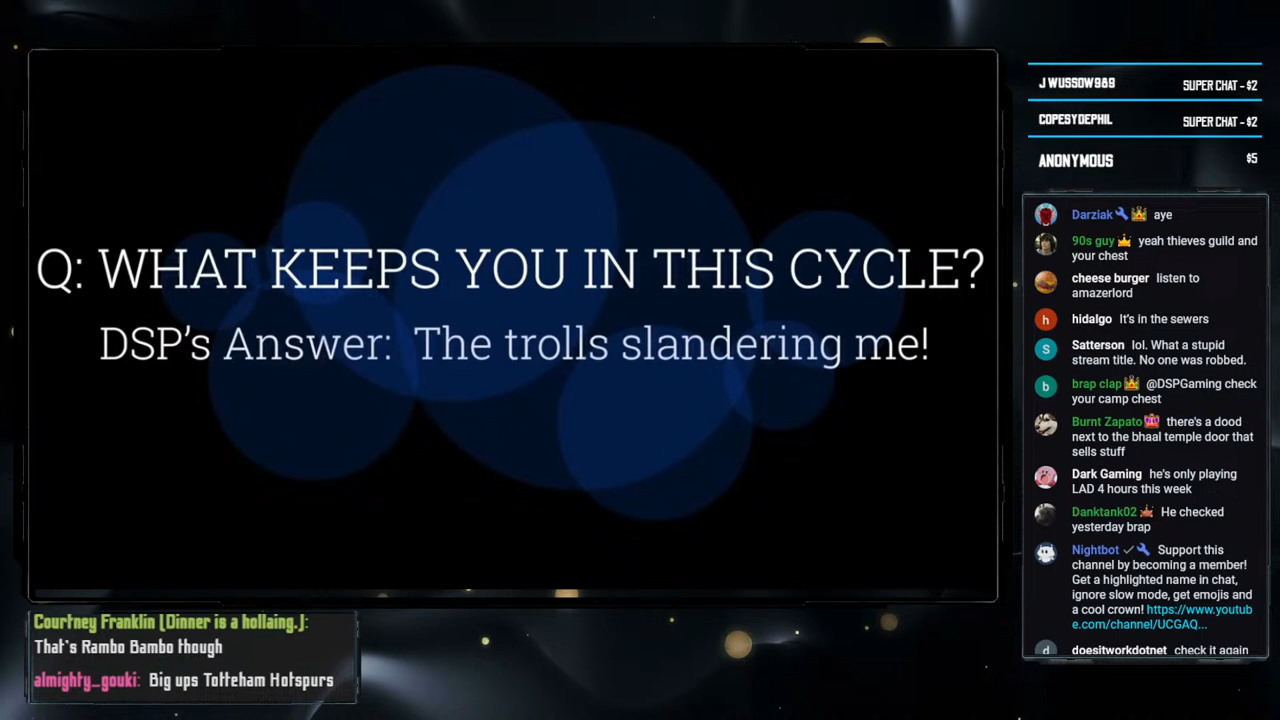 Q: WHAT KEEPS YOU IN THIS CYCLE?
DSP's Answer: The trolls slandering me!
J WUSSOW989 SUPER CHAT - $2
COPESYDEPHIL SUPER CHAT - $2
ANONYMOUS $5
Darziak aye
90s guy yeah thieves guild and
your chest
cheese burger listen to
amazerlord
hidalgo It's in the sewers
Satterson lol. What a stupid
stream title. No one was robbed.
brap clap @DSPGaming check
your camp chest
Burnt Zapato there's a dood
next to the bhaal temple door that
sells stuff
Dark Gaming he's only playing
LAD 4 hours this week
Danktank02 He checked
yesterday brap
Nightbot Support this
channel by becoming a member!
Get a highlighted name in chat,
ignore slow mode, get emojis and
a cool crown! https://www.youtub
e.com/channel/UCGAQ...
doesitworkdotnet check it again
Courtney Franklin (Dinner is a hollaing.):
That's Rambo Bambo though
almighty_gouki: Big ups Totteham Hotspurs